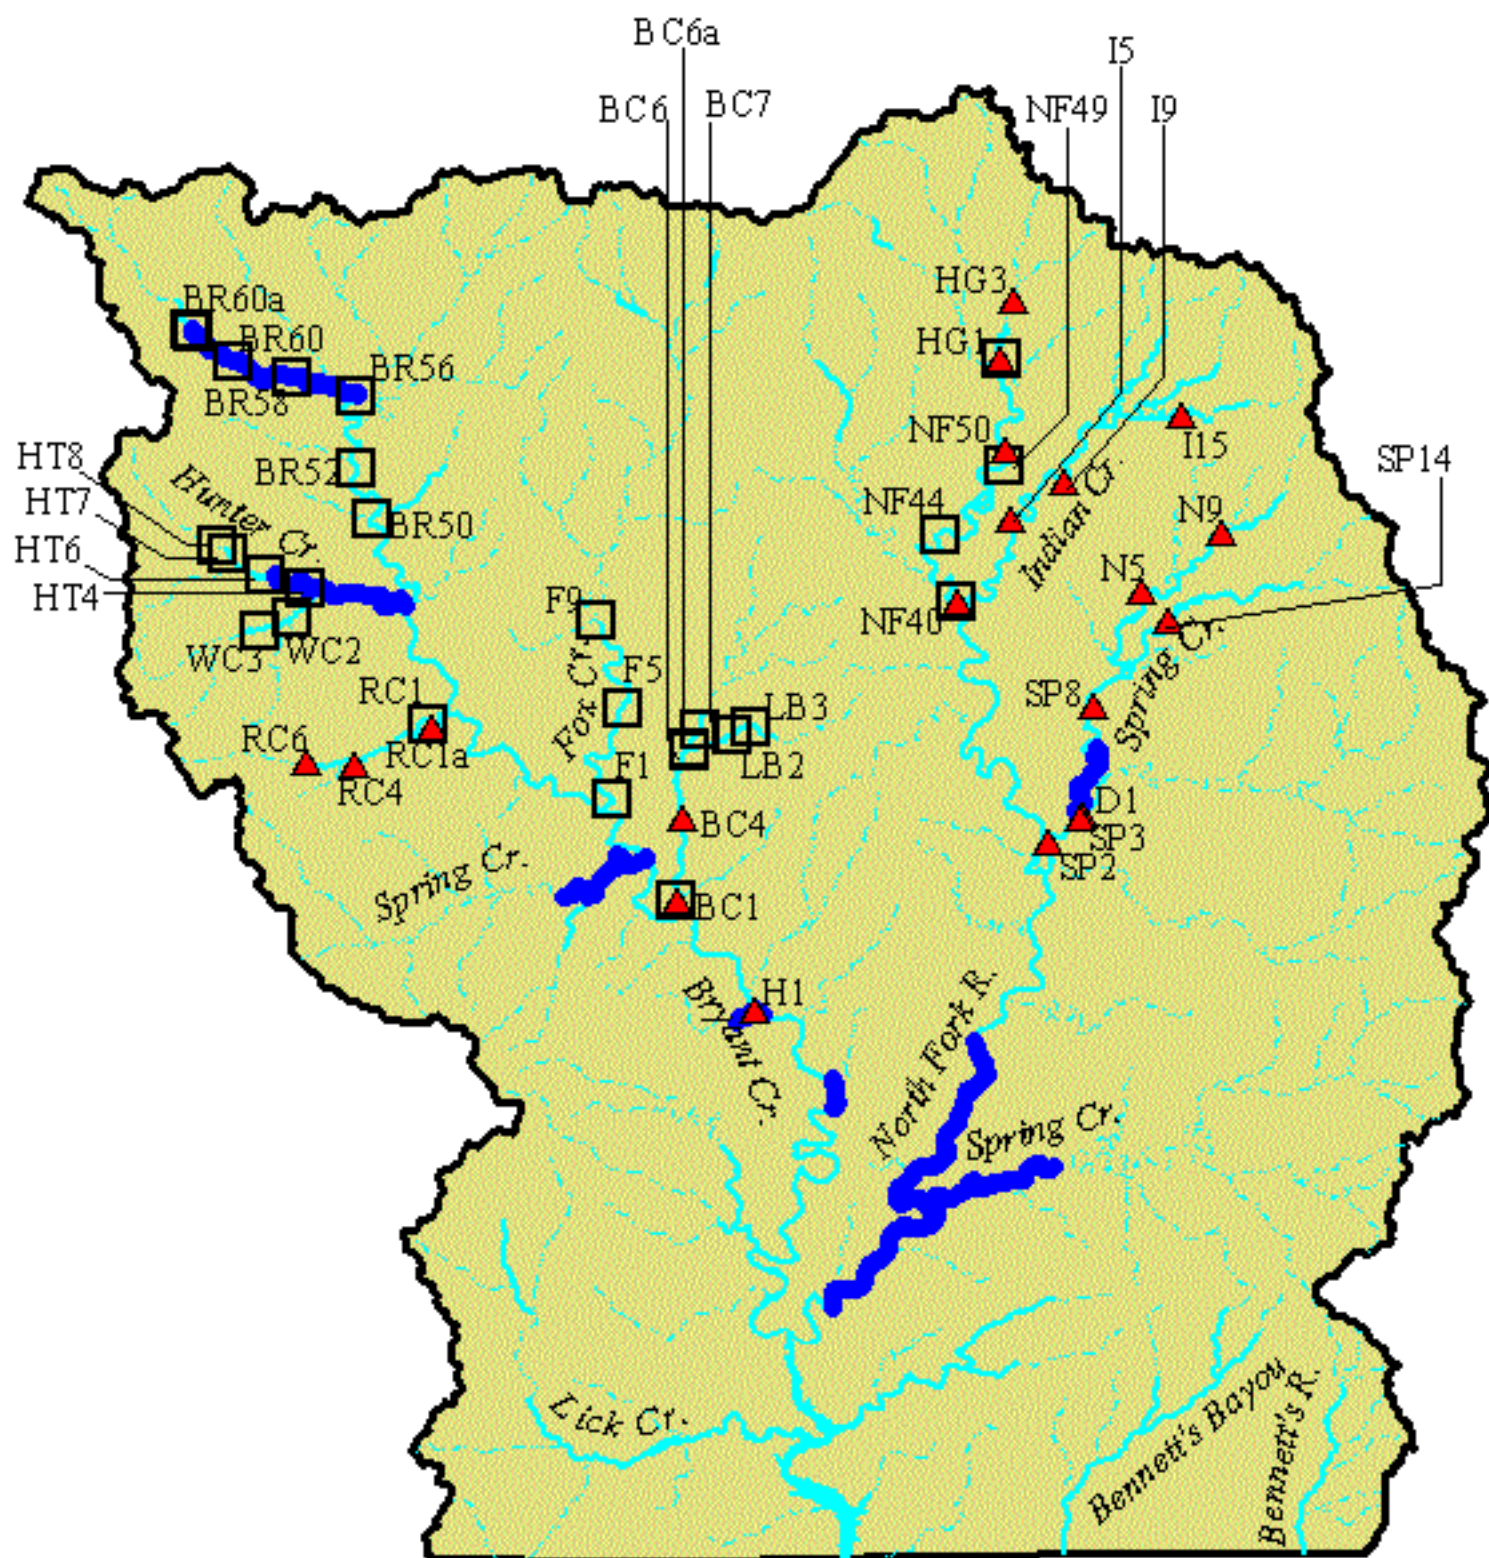 BC6a
I5
BC6
BC7
NF49
I9
HG3
BR60a
BR60
HG1
BR56
BR58
NF50
I15
HT8
Hunter Cr.
BR52
SP14
HT7
NF44
N9
BR50
Indian Cr.
HT6
HT4
N5
F9
NF40
WC3
WC2
Fox Cr.
Spring Cr.
RC1
F5
LB3
SP8
RC6
RC1a
RC4
LB2
F1
D1
BC4
SP3
SP2
Spring Cr.
BC1
H1
Bryant Cr.
North Fork R.
Spring Cr.
Lick Cr.
Bennett's Bayou
Bennett's R.